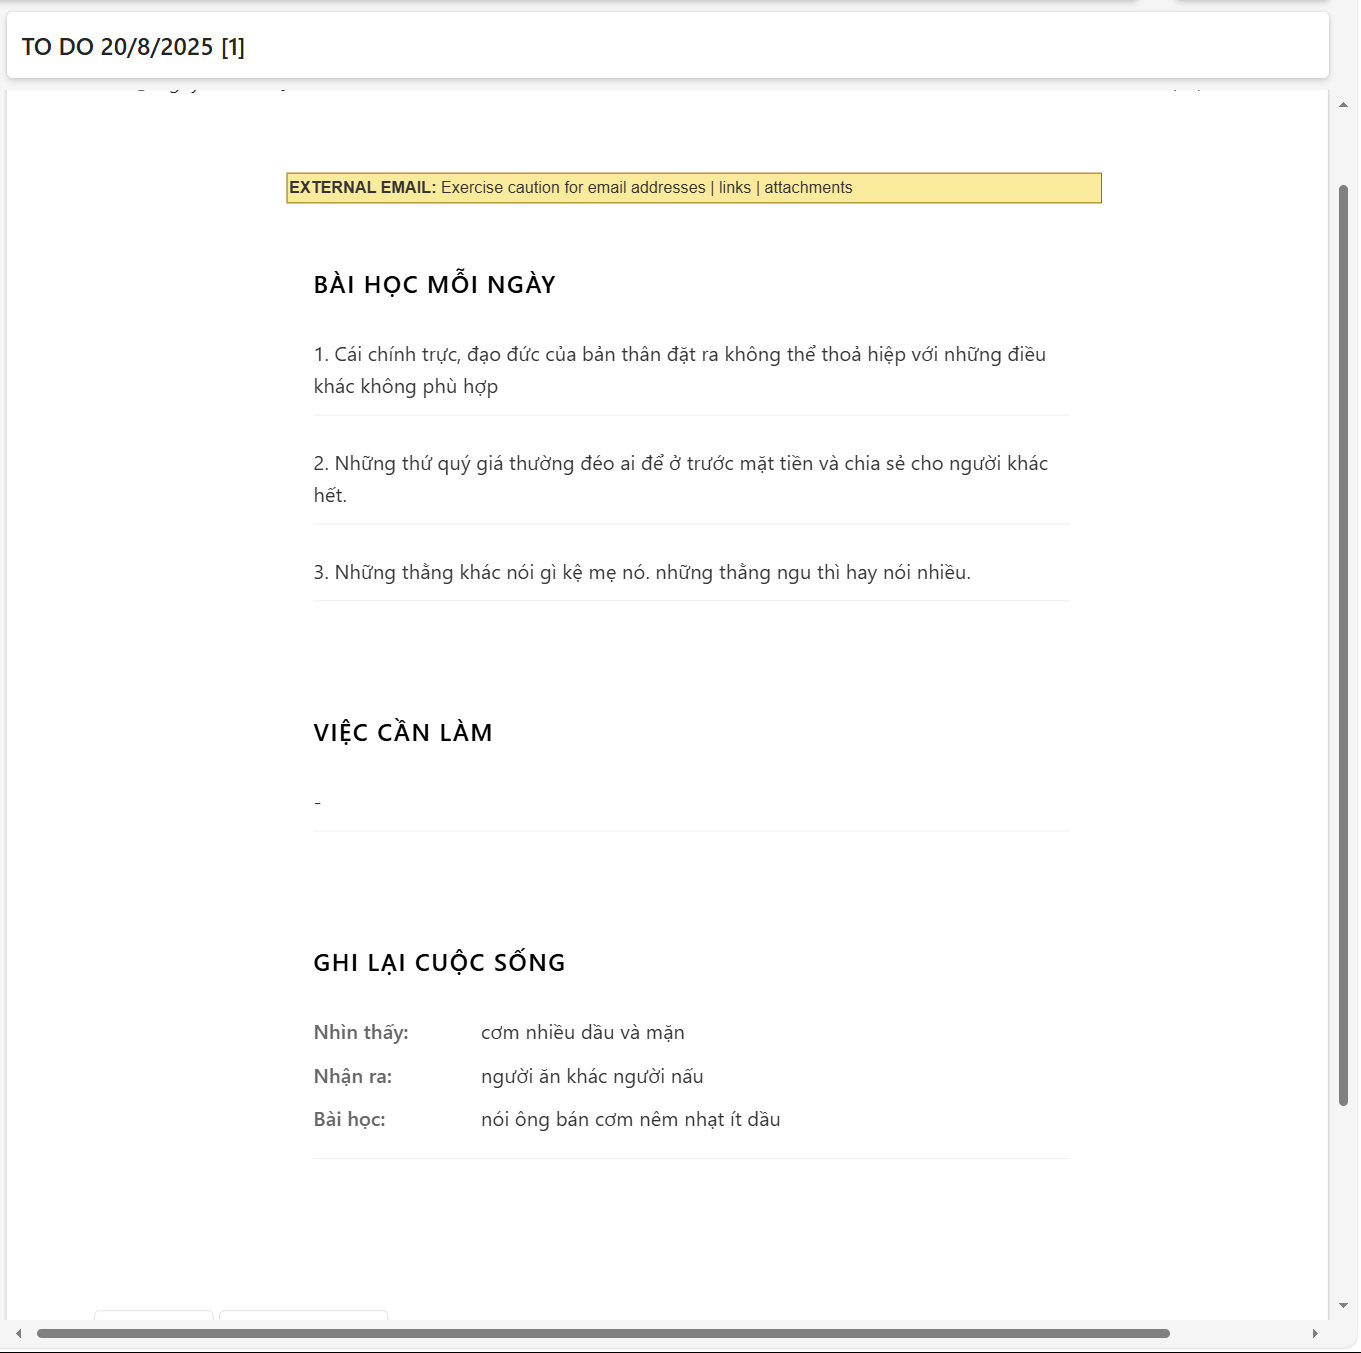 TO DO 20/8/2025 [1]
EXTERNAL EMAIL: Exercise caution for email addresses | links | attachments
BÀI HỌC MỖI NGÀY
1. Cái chính trực, đạo đức của bản thân đặt ra không thể thoả hiệp với những điều
khác không phù hợp
2. Những thứ quý giá thường đéo ai để ở trước mặt tiền và chia sẻ cho người khác
hết.
3. Những thằng khác nói gì kệ mẹ nó. những thằng ngu thì hay nói nhiều.
VIỆC CẦN LÀM
-
GHI LẠI CUỘC SỐNG
Nhìn thấy: cơm nhiều dầu và mặn
Nhận ra: người ăn khác người nấu
Bài học: nói ông bán cơm nêm nhạt ít dầu